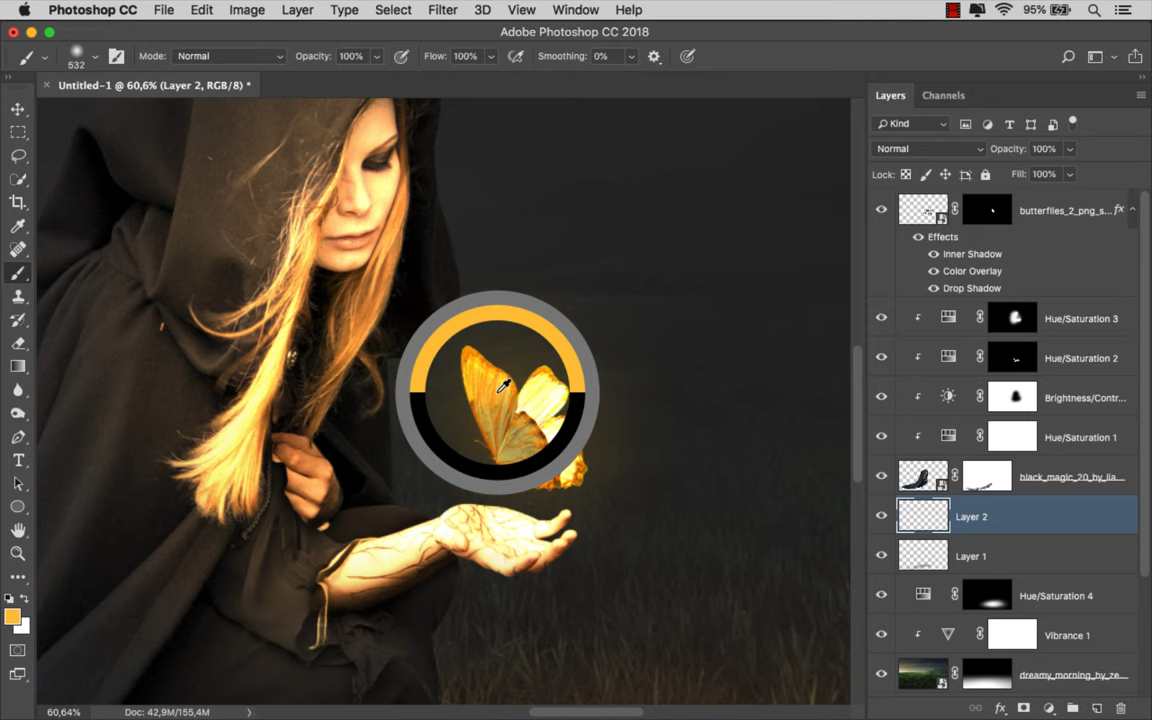 Photoshop CC File Edit Image Layer Type Select Filter 3D View Window Help 95%
Adobe Photoshop CC 2018
532 Mode: Normal Opacity: 100% Flow: 100% Smoothing: 0%
Untitled-1 @ 60,6% (Layer 2, RGB/8) *
Layers Channels
Kind
Normal Opacity: 100%
Lock: Fill: 100%
butterflies_2_png_s... fx
Effects
Inner Shadow
Color Overlay
Drop Shadow
Hue/Saturation 3
Hue/Saturation 2
Brightness/Contr...
Hue/Saturation 1
black_magic_20_by_lia...
Layer 2
Layer 1
Hue/Saturation 4
Vibrance 1
dreamy_morning_by_ze...
60,64% Doc: 42,9M/155,4M
fx